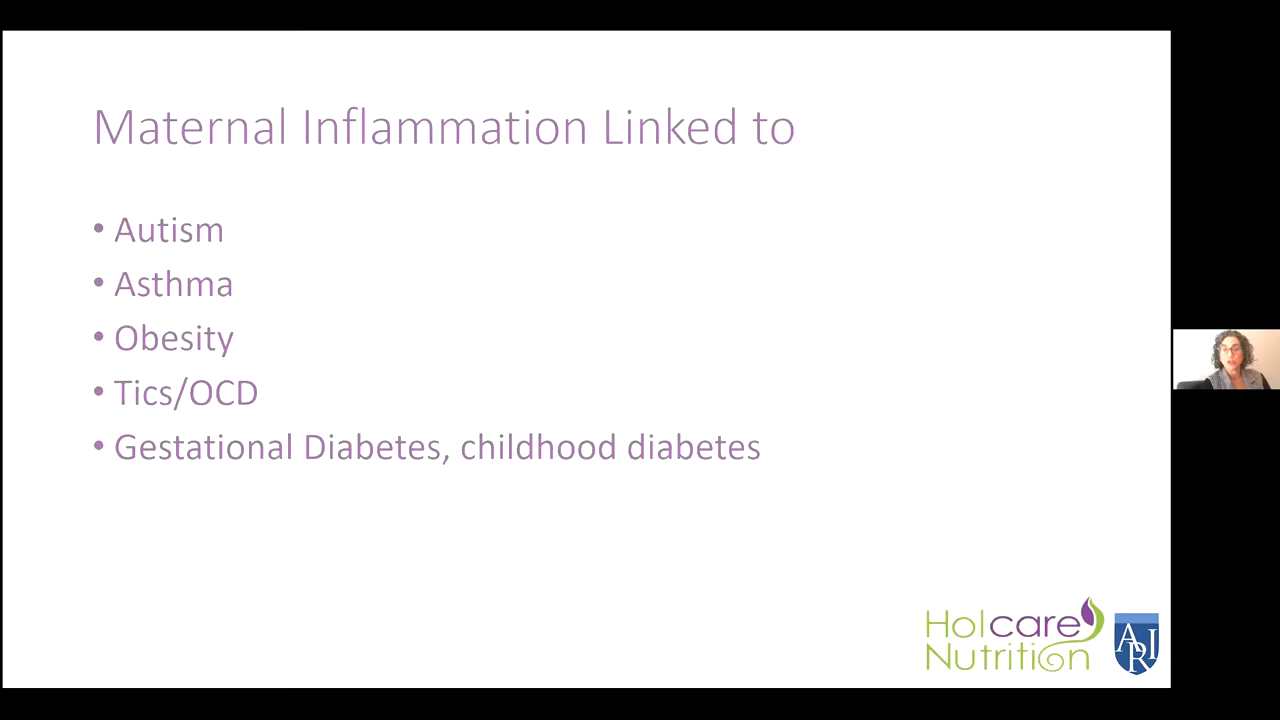 Maternal Inflammation Linked to
• Autism
• Asthma
• Obesity
• Tics/OCD
• Gestational Diabetes, childhood diabetes
Holcare
Nutrition
ARI